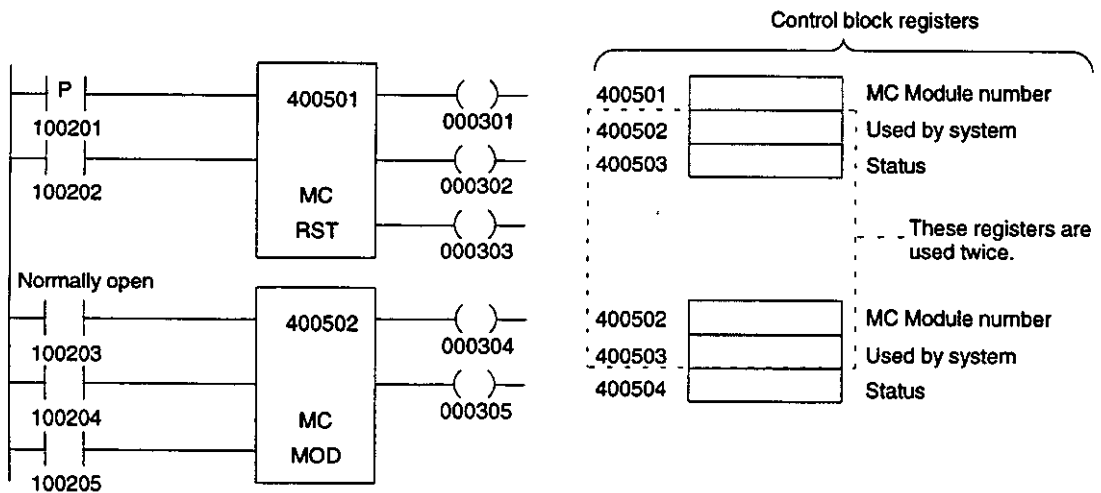 Control block registers
P
100201
100202
400501
MC
RST
000301
000302
000303
400501 MC Module number
400502 Used by system
400503 Status
These registers are
used twice.
Normally open
100203
100204
100205
400502
MC
MOD
000304
000305
400502 MC Module number
400503 Used by system
400504 Status